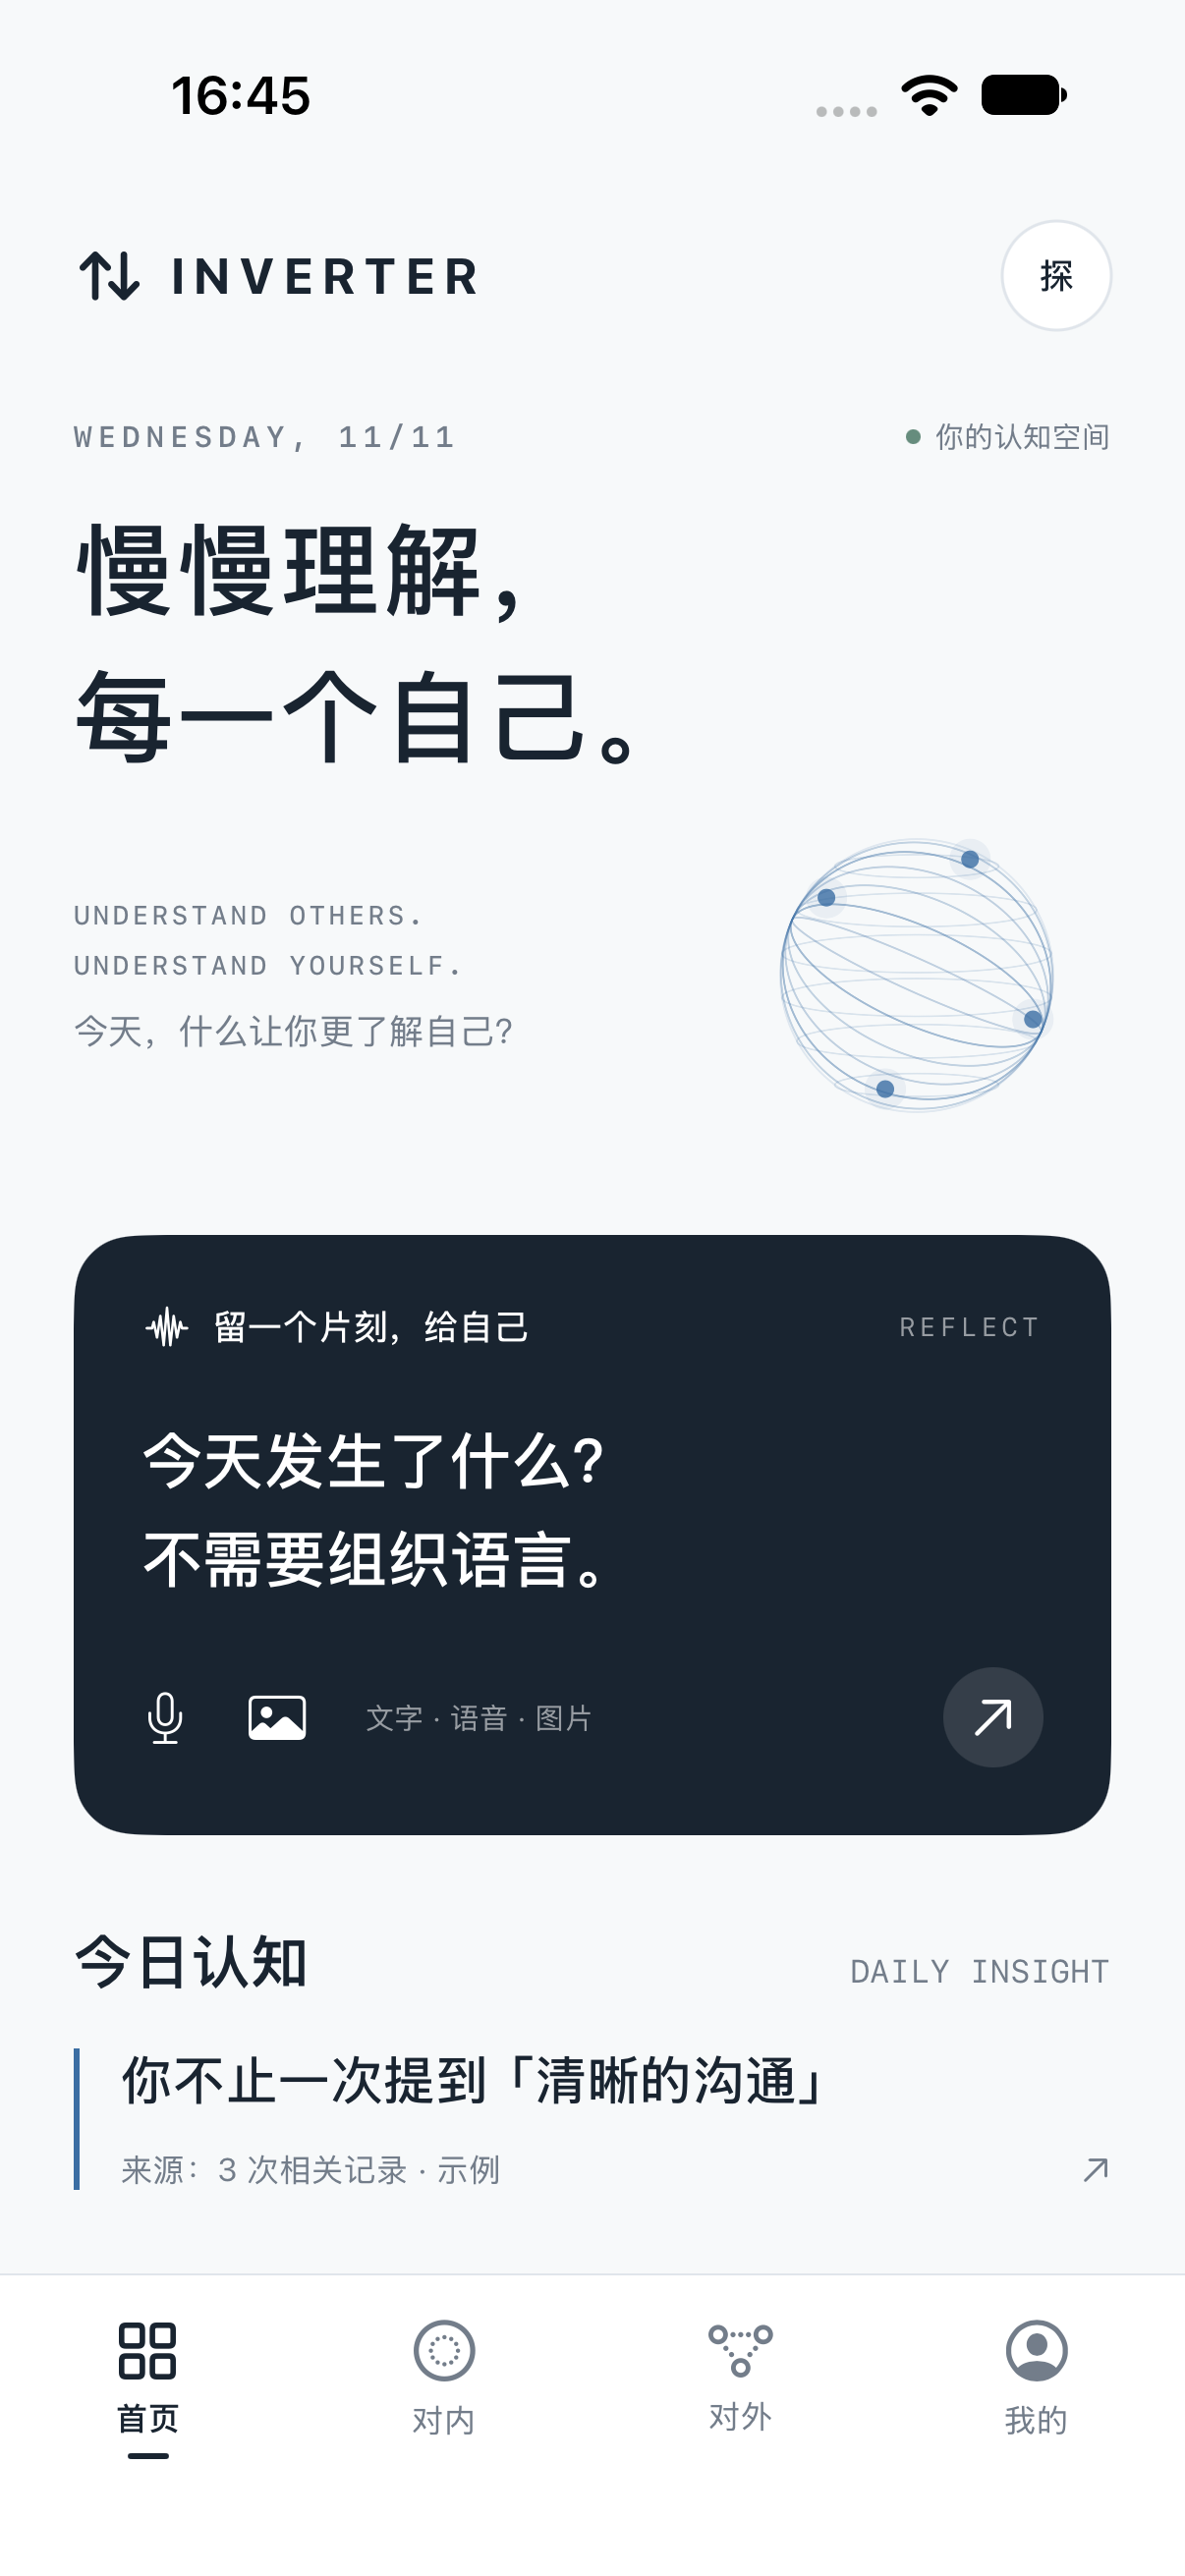 16:45
INVERTER
探
WEDNESDAY, 11/11
你的认知空间
慢慢理解，
每一个自己。
UNDERSTAND OTHERS.
UNDERSTAND YOURSELF.
今天，什么让你更了解自己？
留一个片刻，给自己
REFLECT
今天发生了什么？
不需要组织语言。
文字 · 语音 · 图片
今日认知
DAILY INSIGHT
你不止一次提到「清晰的沟通」
来源：3 次相关记录 · 示例
首页
对内
对外
我的